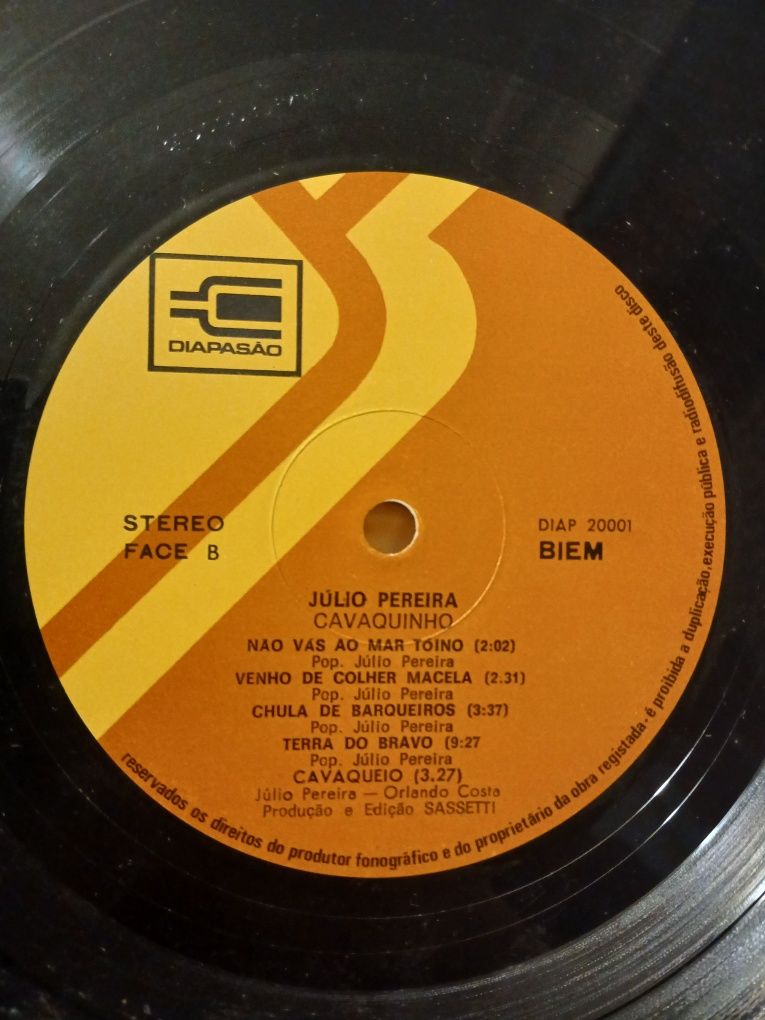 DIAPASÃO
STEREO
FACE B
DIAP 20001
BIEM
JÚLIO PEREIRA
CAVAQUINHO
NÃO VÁS AO MAR TÓINO (2:02)
Pop. Júlio Pereira
VENHO DE COLHER MACELA (2.31)
Pop. Júlio Pereira
CHULA DE BARQUEIROS (3:37)
Pop. Júlio Pereira
TERRA DO BRAVO (9:27
Pop. Júlio Pereira
CAVAQUEIO (3.27)
Júlio Pereira — Orlando Costa
Produção e Edição SASSETTI
reservados os direitos do produtor fonográfico e do proprietário da obra registada · é proibida a duplicação, execução pública e radiodifusão deste disco